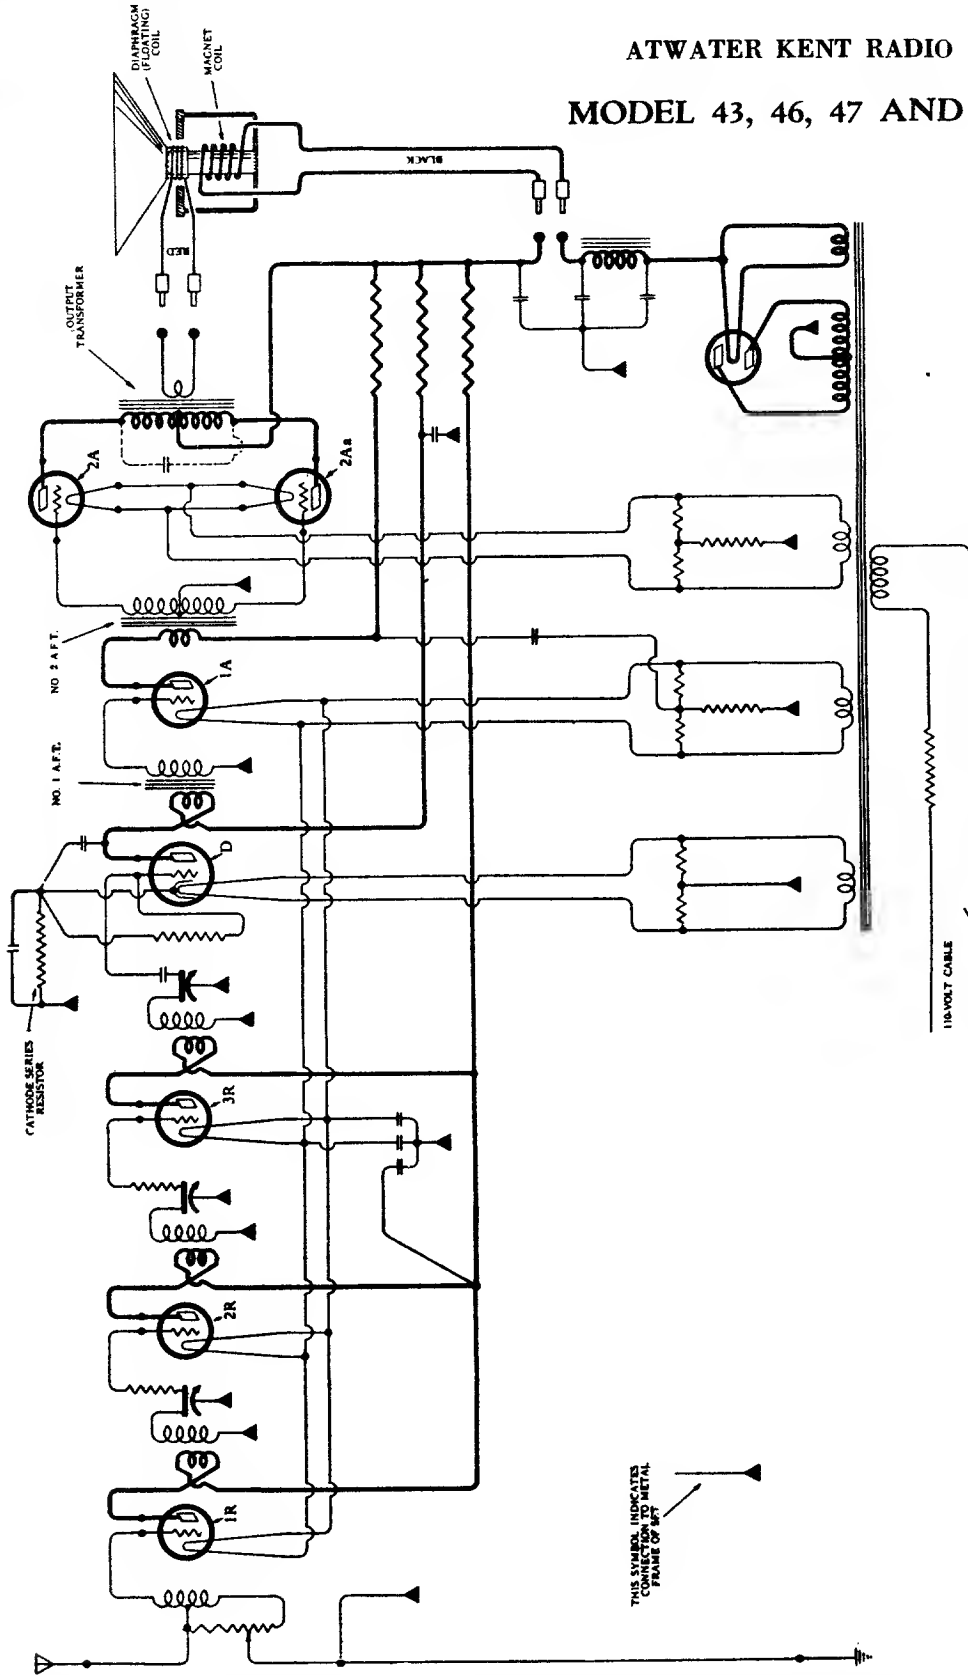 ATWATER KENT RADIO
MODEL 43, 46, 47 AND
DIAPHRAGM
(FLOATING)
COIL
MAGNET
COIL
BLACK
RED
OUTPUT
TRANSFORMER
2A
2Aa
NO 2 A F T.
1A
NO. 1 A.F.T.
D
CATHODE SERIES
RESISTOR
3R
2R
1R
110-VOLT CABLE
THIS SYMBOL INDICATES
CONNECTION TO METAL
FRAME OF SET